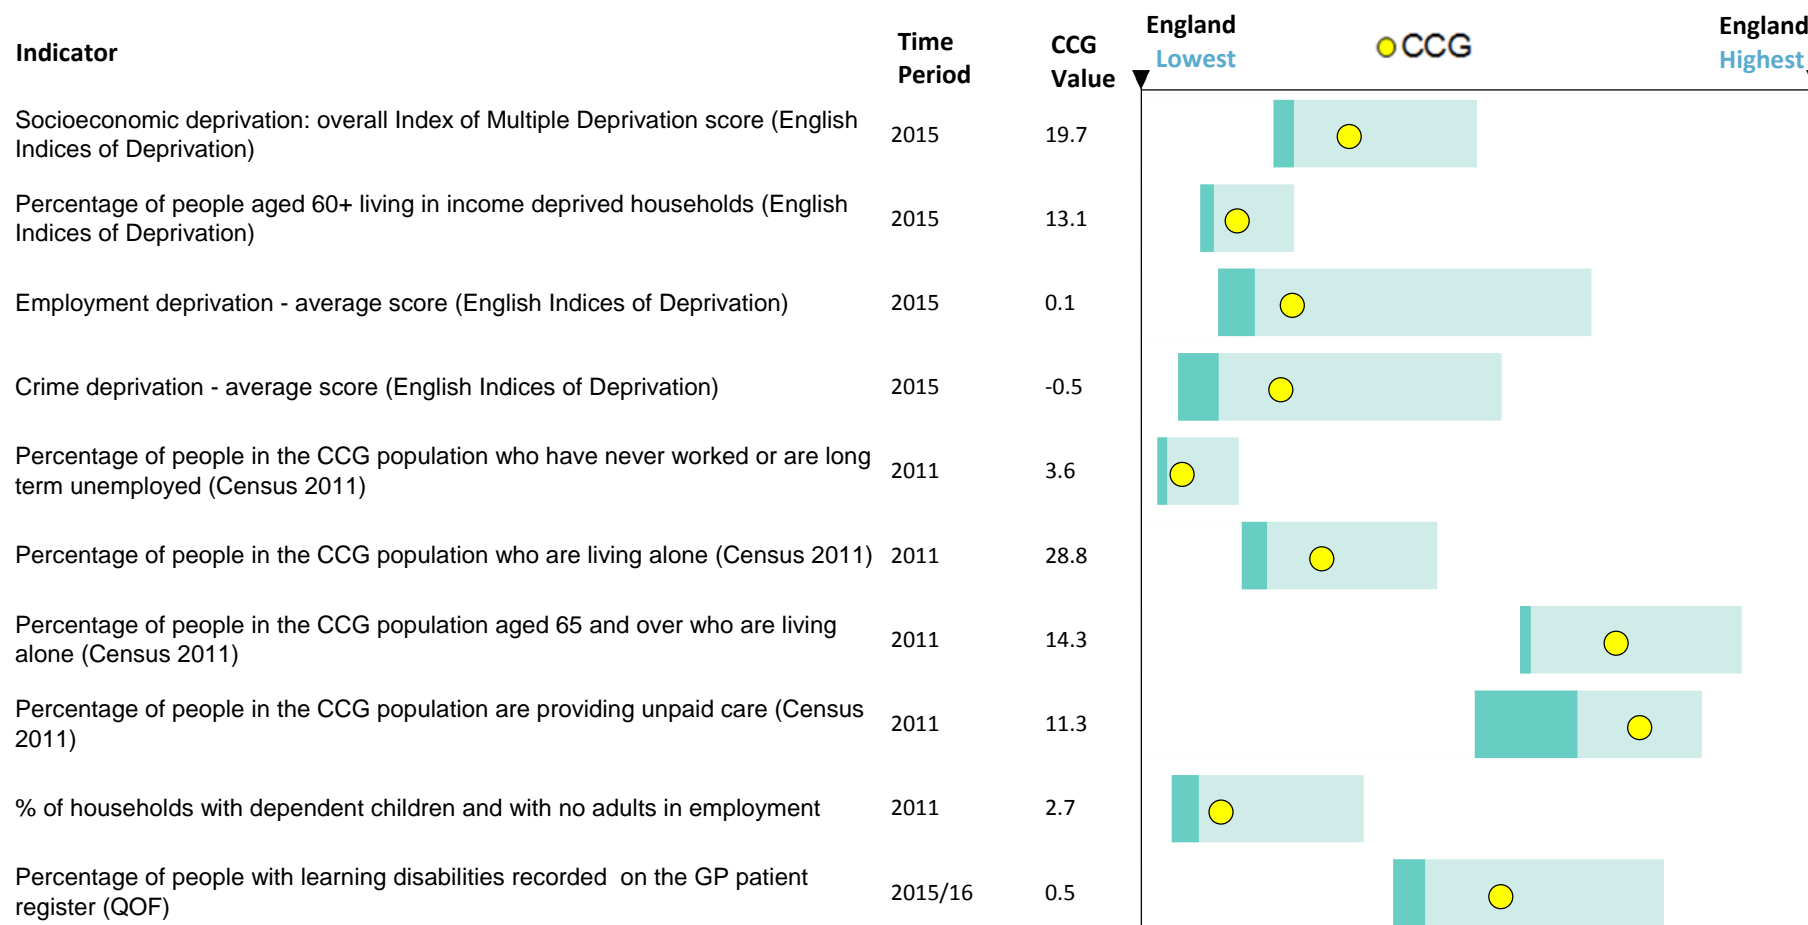 Indicator
Time
Period
CCG
Value
England
Lowest
CCG
England
Highest
Socioeconomic deprivation: overall Index of Multiple Deprivation score (English
Indices of Deprivation)
2015
19.7
Percentage of people aged 60+ living in income deprived households (English
Indices of Deprivation)
2015
13.1
Employment deprivation - average score (English Indices of Deprivation)
2015
0.1
Crime deprivation - average score (English Indices of Deprivation)
2015
-0.5
Percentage of people in the CCG population who have never worked or are long
term unemployed (Census 2011)
2011
3.6
Percentage of people in the CCG population who are living alone (Census 2011)
2011
28.8
Percentage of people in the CCG population aged 65 and over who are living
alone (Census 2011)
2011
14.3
Percentage of people in the CCG population are providing unpaid care (Census
2011)
2011
11.3
% of households with dependent children and with no adults in employment
2011
2.7
Percentage of people with learning disabilities recorded  on the GP patient
register (QOF)
2015/16
0.5